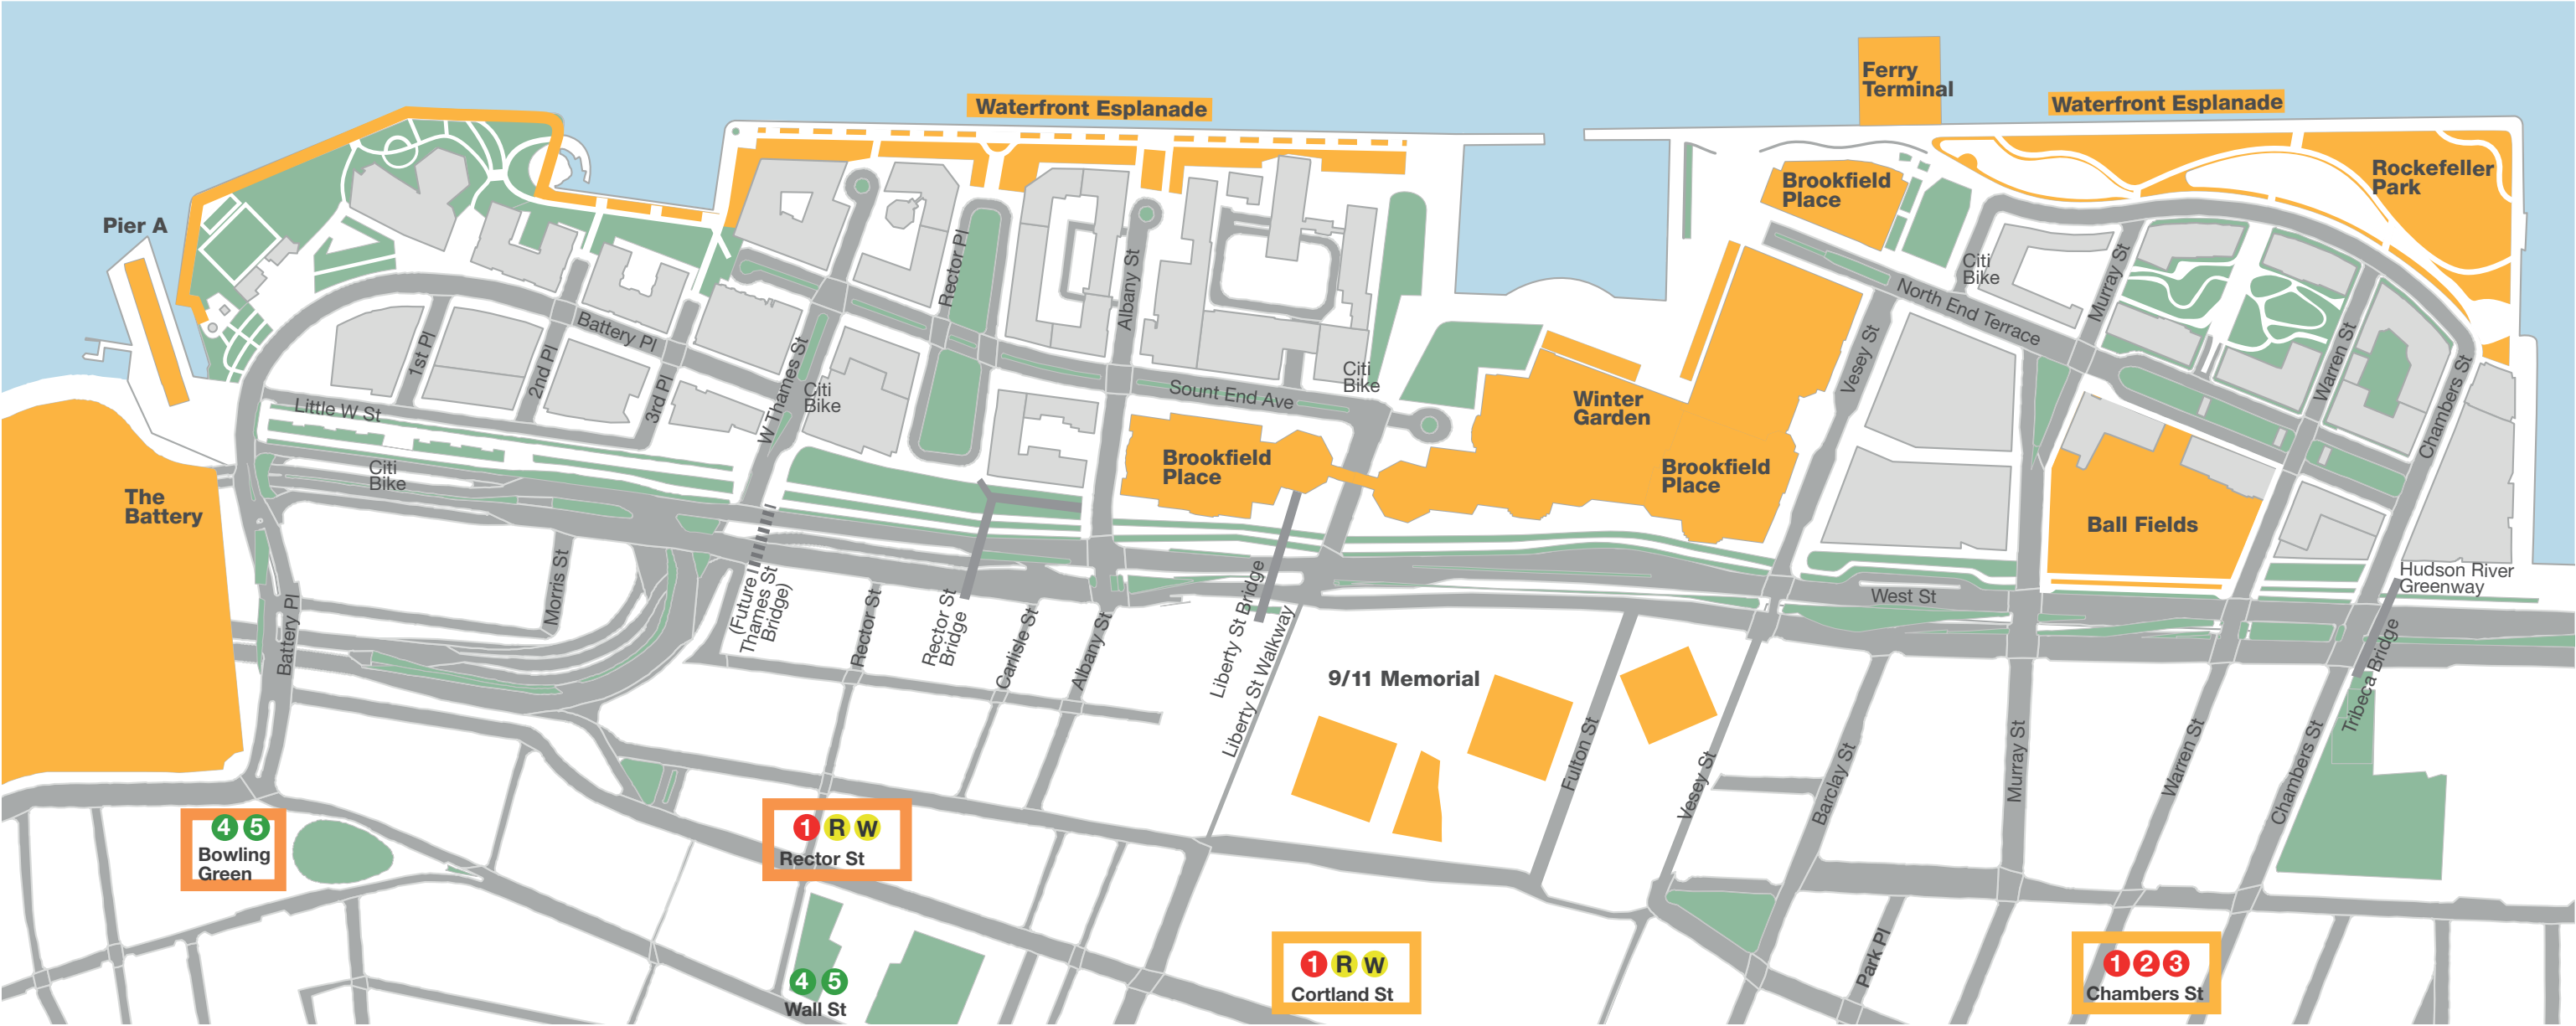 Ferry
Terminal
Waterfront Esplanade
Waterfront Esplanade
Rockefeller
Park
Brookfield
Place
Pier A
Rector Pl
Albany St
Citi
Bike
Murray St
North End Terrace
Battery Pl
1st Pl
2nd Pl
3rd Pl
W Thames St
Citi
Bike
Citi
Bike
Sount End Ave
Vesey St
Warren St
Chambers St
Winter
Garden
Little W St
Brookfield
Place
Brookfield
Place
Citi
Bike
The
Battery
Ball Fields
Hudson River
Greenway
West St
Morris St
Battery Pl
(Future
Thames St
Bridge)
Rector St
Rector St
Bridge
Carlisle St
Albany St
Liberty St Bridge
Liberty St Walkway
9/11 Memorial
Tribeca Bridge
Fulton St
Vesey St
Barclay St
Murray St
Warren St
Chambers St
4 5
Bowling
Green
1 R W
Rector St
4 5
Wall St
1 R W
Cortland St
Park Pl
1 2 3
Chambers St